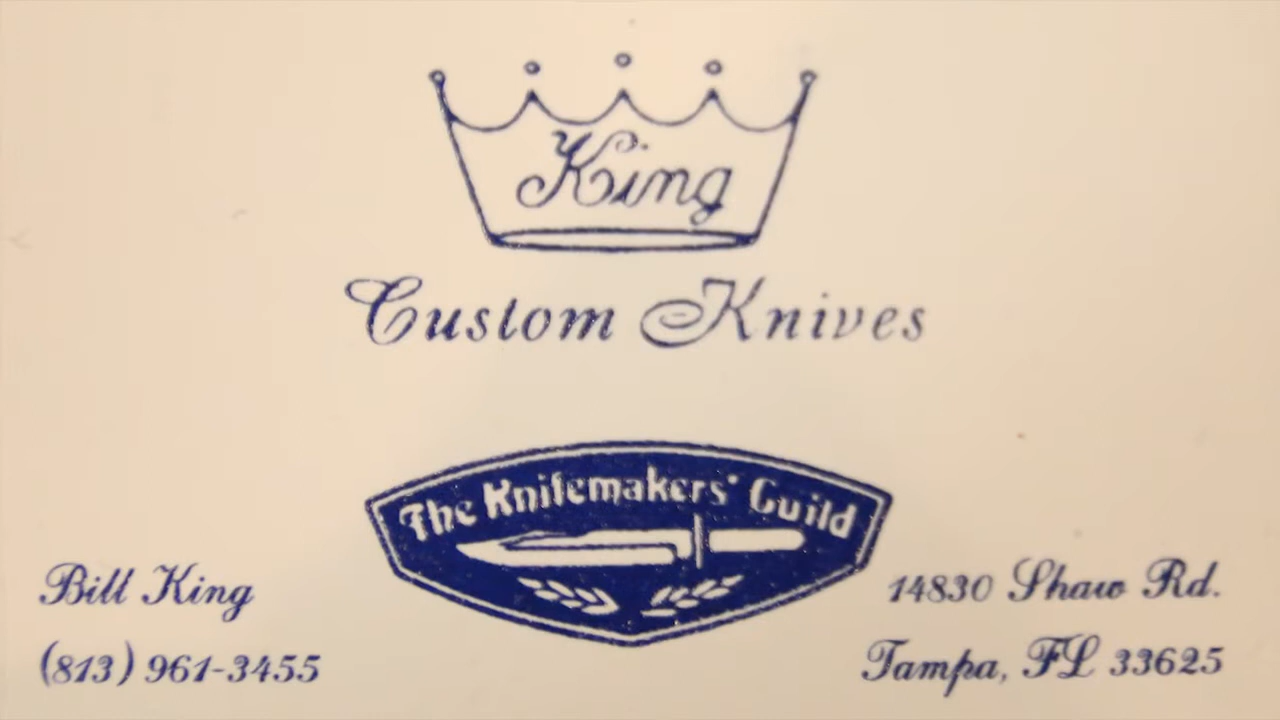 King
Custom Knives
The Knifemakers' Guild
Bill King
(813) 961-3455
14830 Shaw Rd.
Tampa, FL 33625